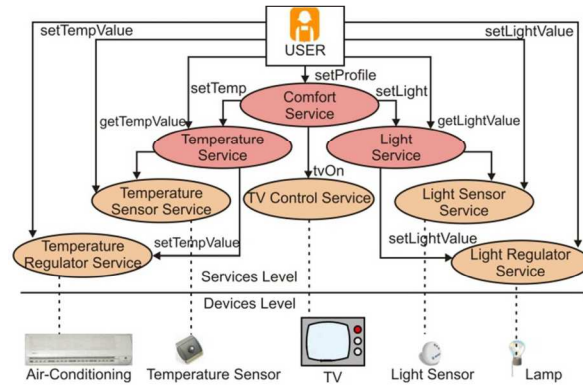 setTempValue
setLightValue
USER
setProfile
setTemp
setLight
Comfort
Service
getTempValue
getLightValue
Temperature
Service
Light
Service
tvOn
Temperature
Sensor Service
TV Control Service
Light Sensor
Service
setTempValue
setLightValue
Temperature
Regulator Service
Light Regulator
Service
Services Level
Devices Level
Air-Conditioning
Temperature Sensor
TV
Light Sensor
Lamp